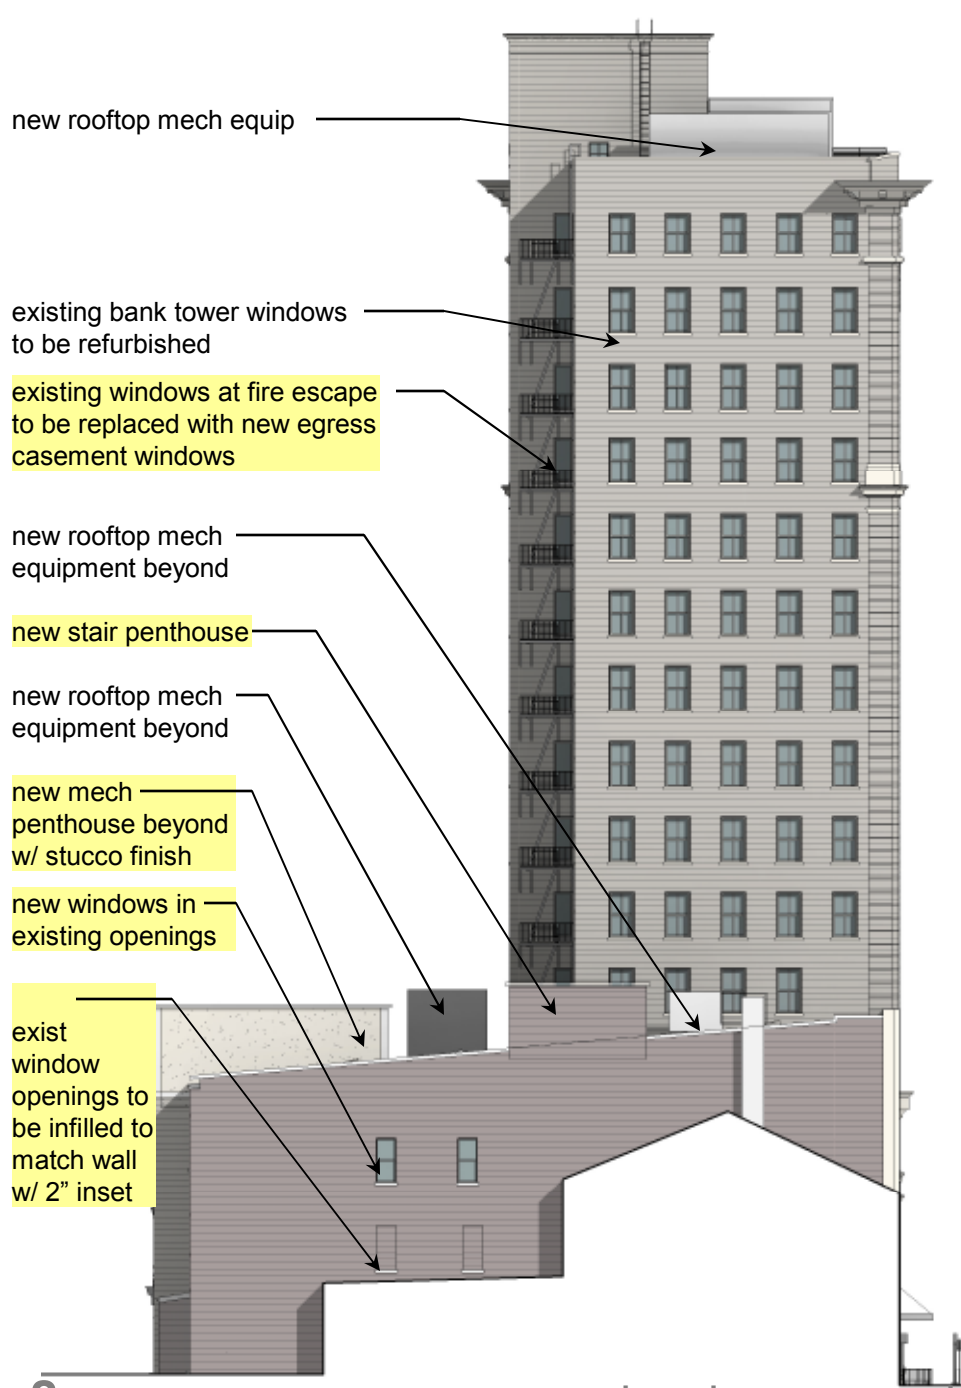 new rooftop mech equip
existing bank tower windows
to be refurbished
existing windows at fire escape
to be replaced with new egress
casement windows
new rooftop mech
equipment beyond
new stair penthouse
new rooftop mech
equipment beyond
new mech
penthouse beyond
w/ stucco finish
new windows in
existing openings
exist
window
openings to
be infilled to
match wall
w/ 2” inset